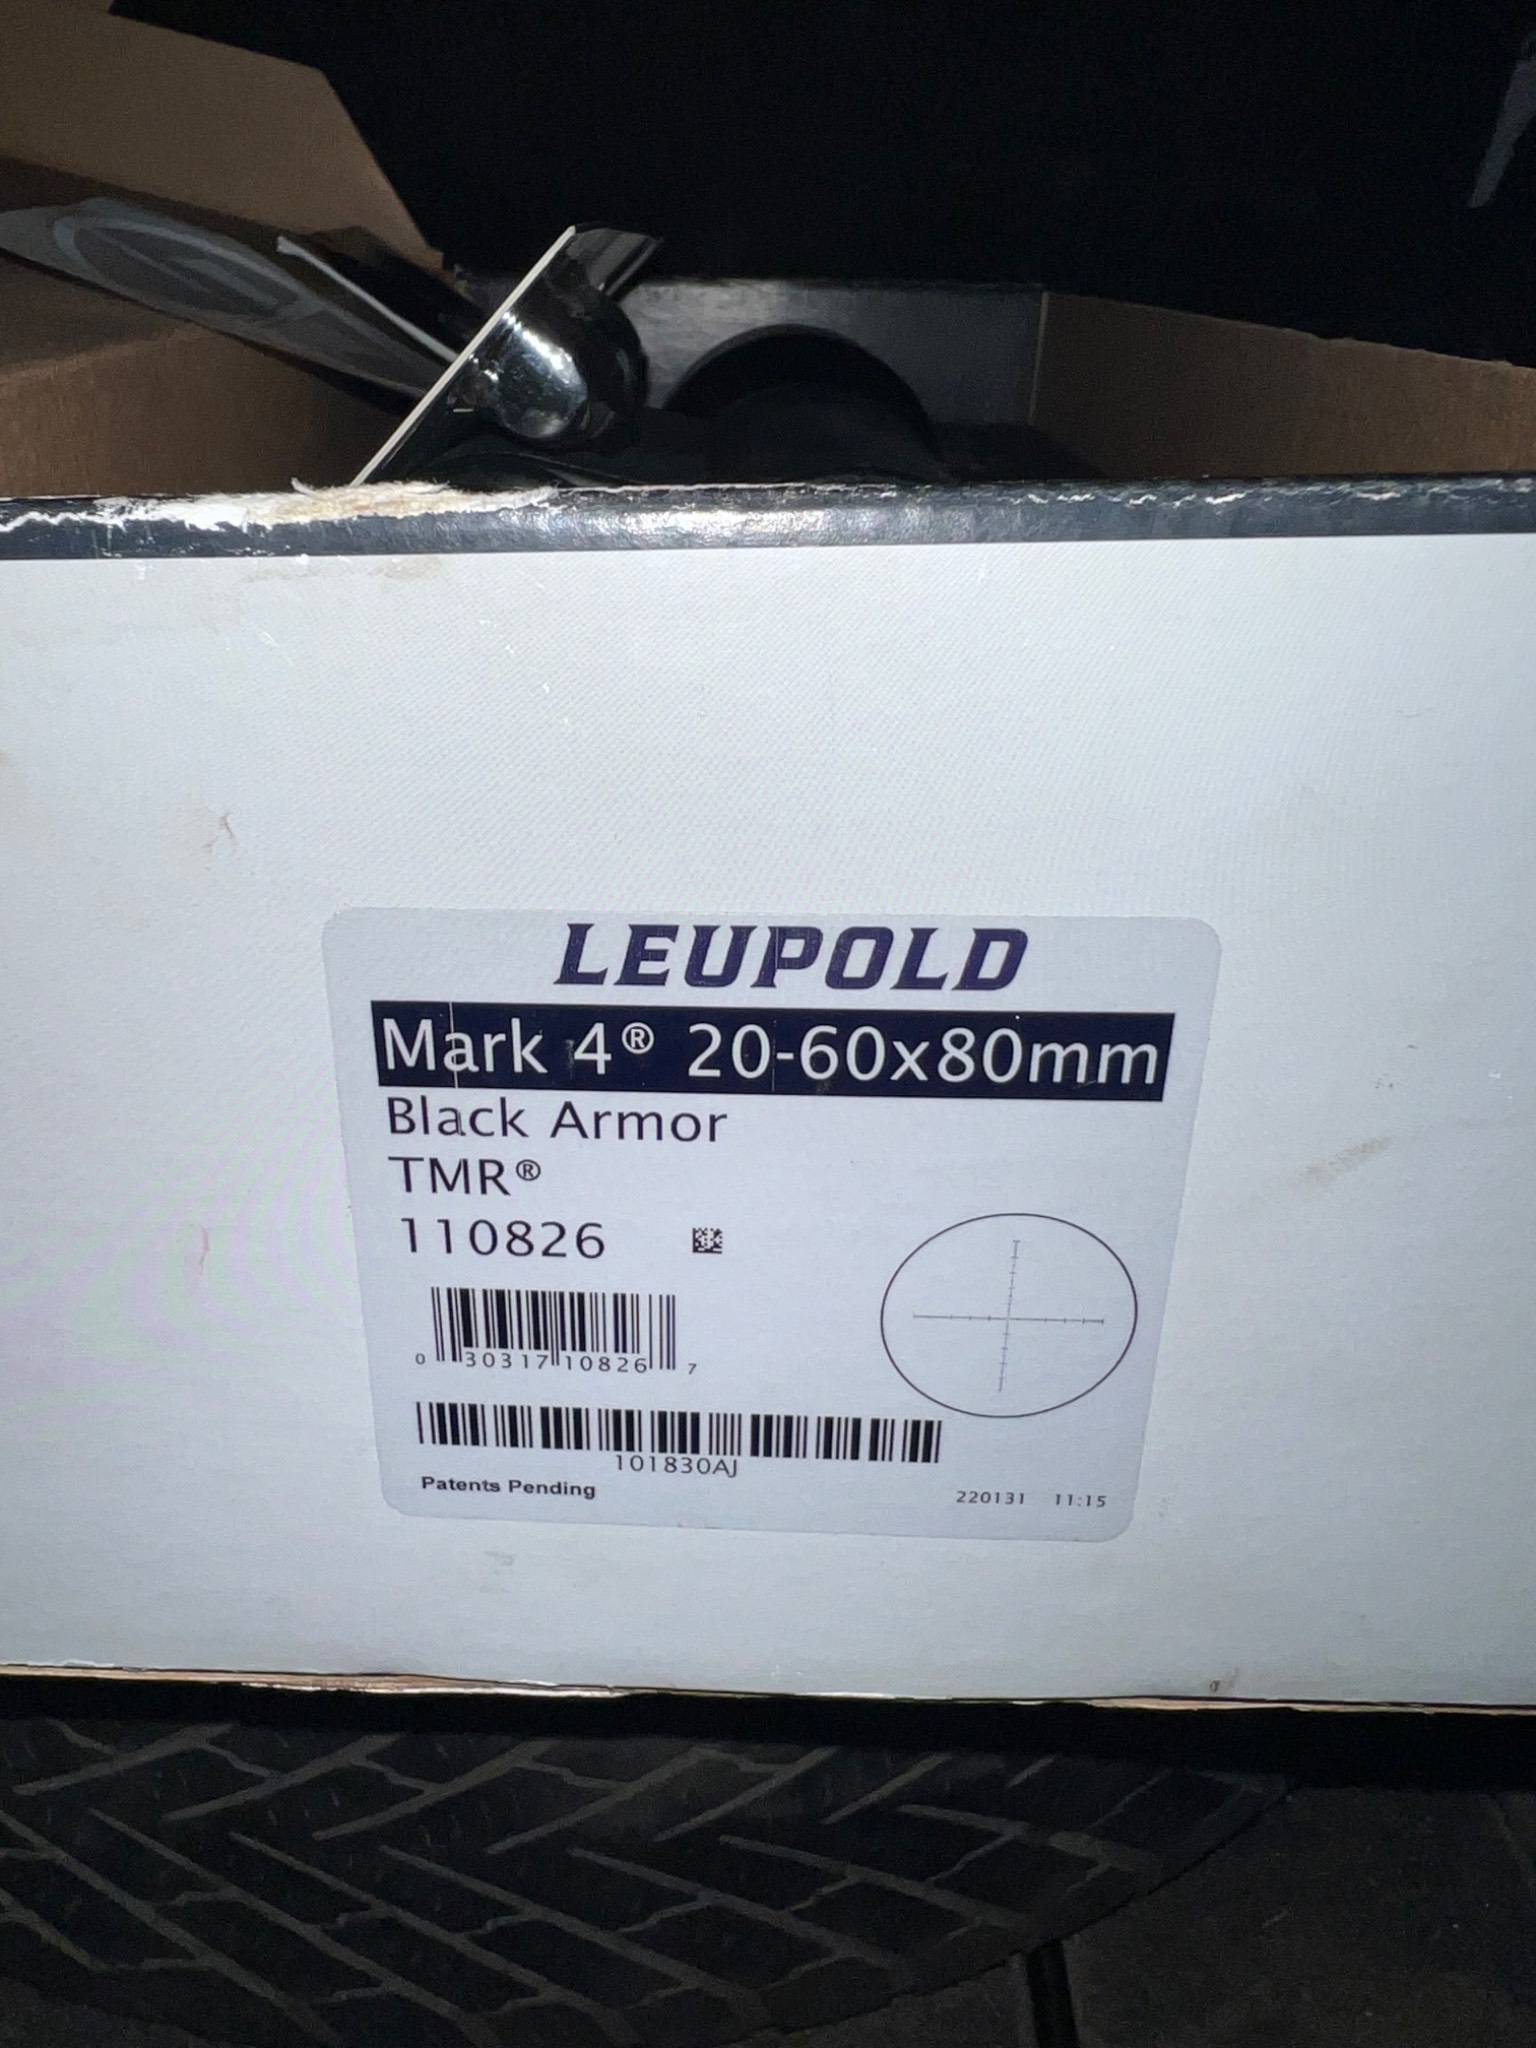 LEUPOLD
Mark 4® 20-60x80mm
Black Armor
TMR®
110826
0 30317 10826 7
101830AJ
Patents Pending
220131 11:15